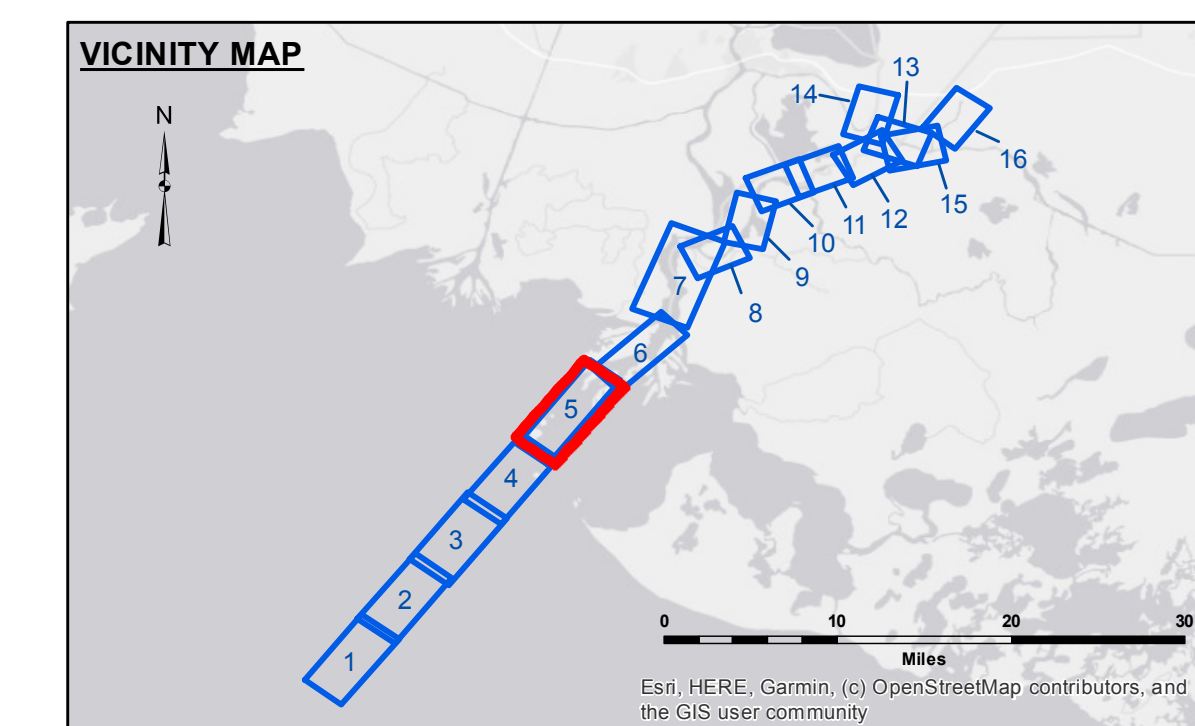 VICINITY MAP
N
13
14
16
15
12
11
10
9
8
7
6
5
4
3
2
1
0 10 20 30
Miles
Esri, HERE, Garmin, (c) OpenStreetMap contributors, and
the GIS user community